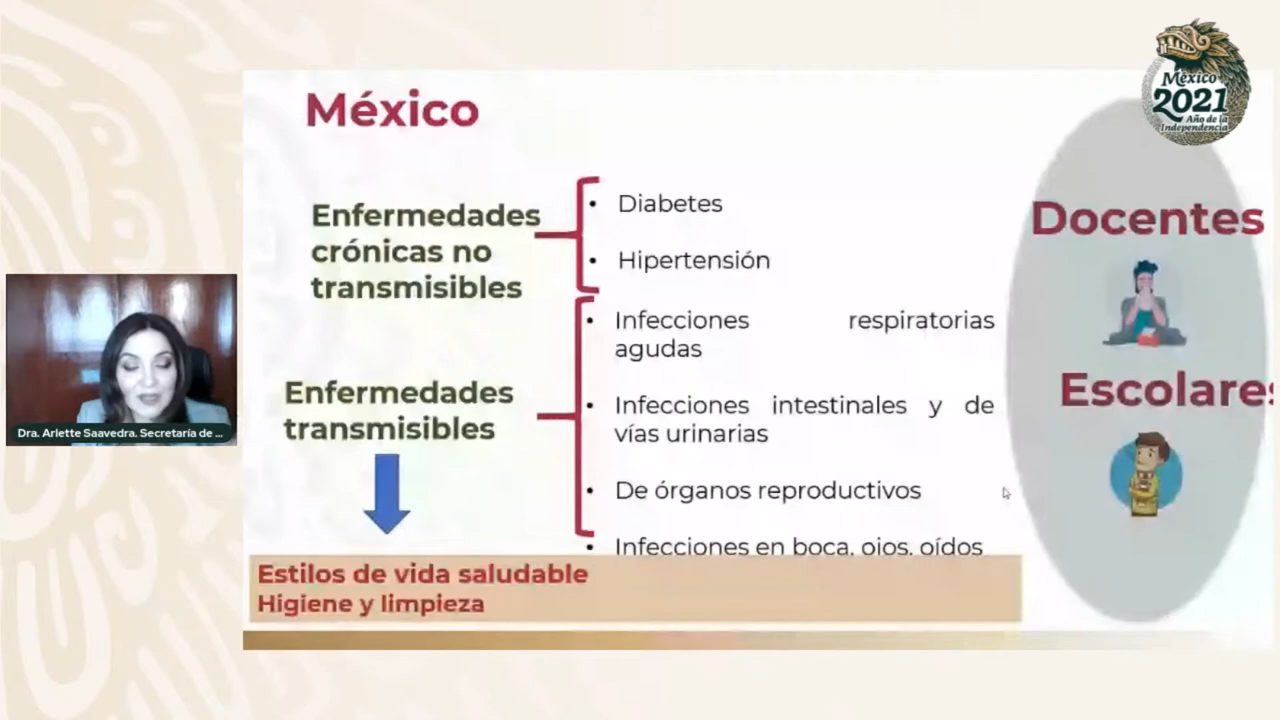 México
2021
Año de la
Independencia
México
Enfermedades
crónicas no
transmisibles
• Diabetes
• Hipertensión
Enfermedades
transmisibles
• Infecciones respiratorias
agudas
• Infecciones intestinales y de
vías urinarias
• De órganos reproductivos
• Infecciones en boca, ojos, oídos
Estilos de vida saludable
Higiene y limpieza
Docentes
Escolares
Dra. Arlette Saavedra. Secretaría de ...